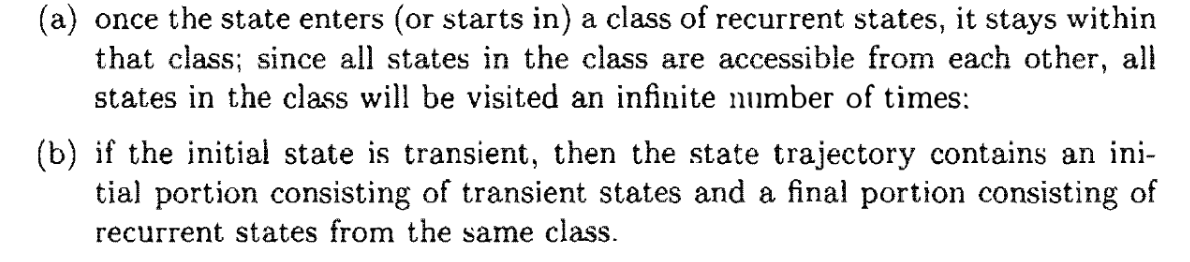 (a) once the state enters (or starts in) a class of recurrent states, it stays within
that class; since all states in the class are accessible from each other, all
states in the class will be visited an infinite number of times:
(b) if the initial state is transient, then the state trajectory contains an ini-
tial portion consisting of transient states and a final portion consisting of
recurrent states from the same class.